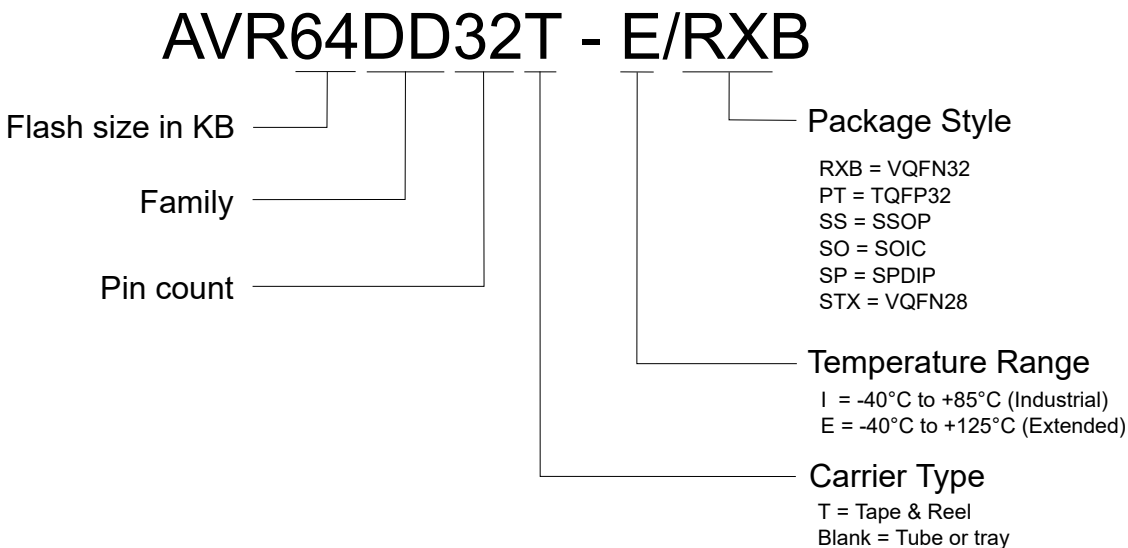 AVR64DD32T - E/RXB
Flash size in KB
Family
Pin count
Package Style
RXB = VQFN32
PT = TQFP32
SS = SSOP
SO = SOIC
SP = SPDIP
STX = VQFN28
Temperature Range
I = -40°C to +85°C (Industrial)
E = -40°C to +125°C (Extended)
Carrier Type
T = Tape & Reel
Blank = Tube or tray